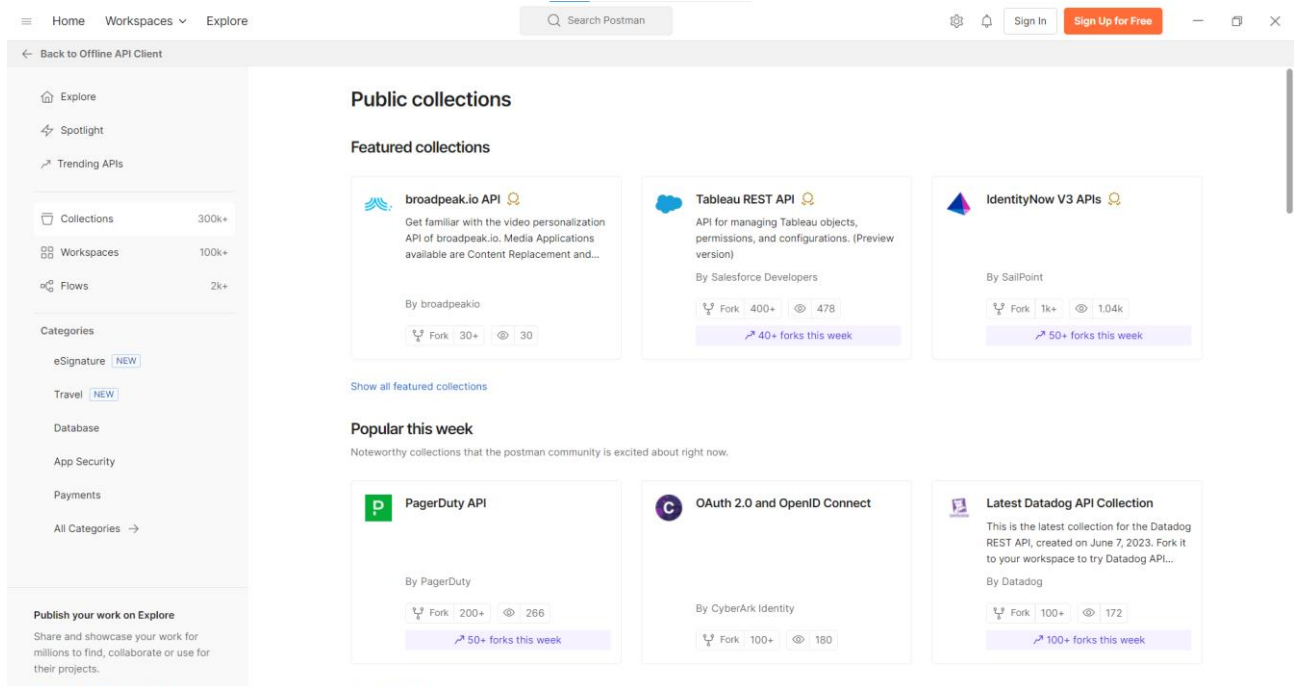 Home Workspaces Explore
Search Postman
Sign In Sign Up for Free
Back to Offline API Client
Explore
Spotlight
Trending APIs
Collections 300k+
Workspaces 100k+
Flows 2k+
Categories
eSignature NEW
Travel NEW
Database
App Security
Payments
All Categories →
Publish your work on Explore
Share and showcase your work for
millions to find, collaborate or use for
their projects.
Public collections
Featured collections
broadpeak.io API
Get familiar with the video personalization
API of broadpeak.io. Media Applications
available are Content Replacement and...
By broadpeakio
Fork 30+ 30
Tableau REST API
API for managing Tableau objects,
permissions, and configurations. (Preview
version)
By Salesforce Developers
Fork 400+ 478
40+ forks this week
IdentityNow V3 APIs
By SailPoint
Fork 1k+ 1.04k
50+ forks this week
Show all featured collections
Popular this week
Noteworthy collections that the postman community is excited about right now.
PagerDuty API
By PagerDuty
Fork 200+ 266
50+ forks this week
OAuth 2.0 and OpenID Connect
By CyberArk Identity
Fork 100+ 180
Latest Datadog API Collection
This is the latest collection for the Datadog
REST API, created on June 7, 2023. Fork it
to your workspace to try Datadog API...
By Datadog
Fork 100+ 172
100+ forks this week